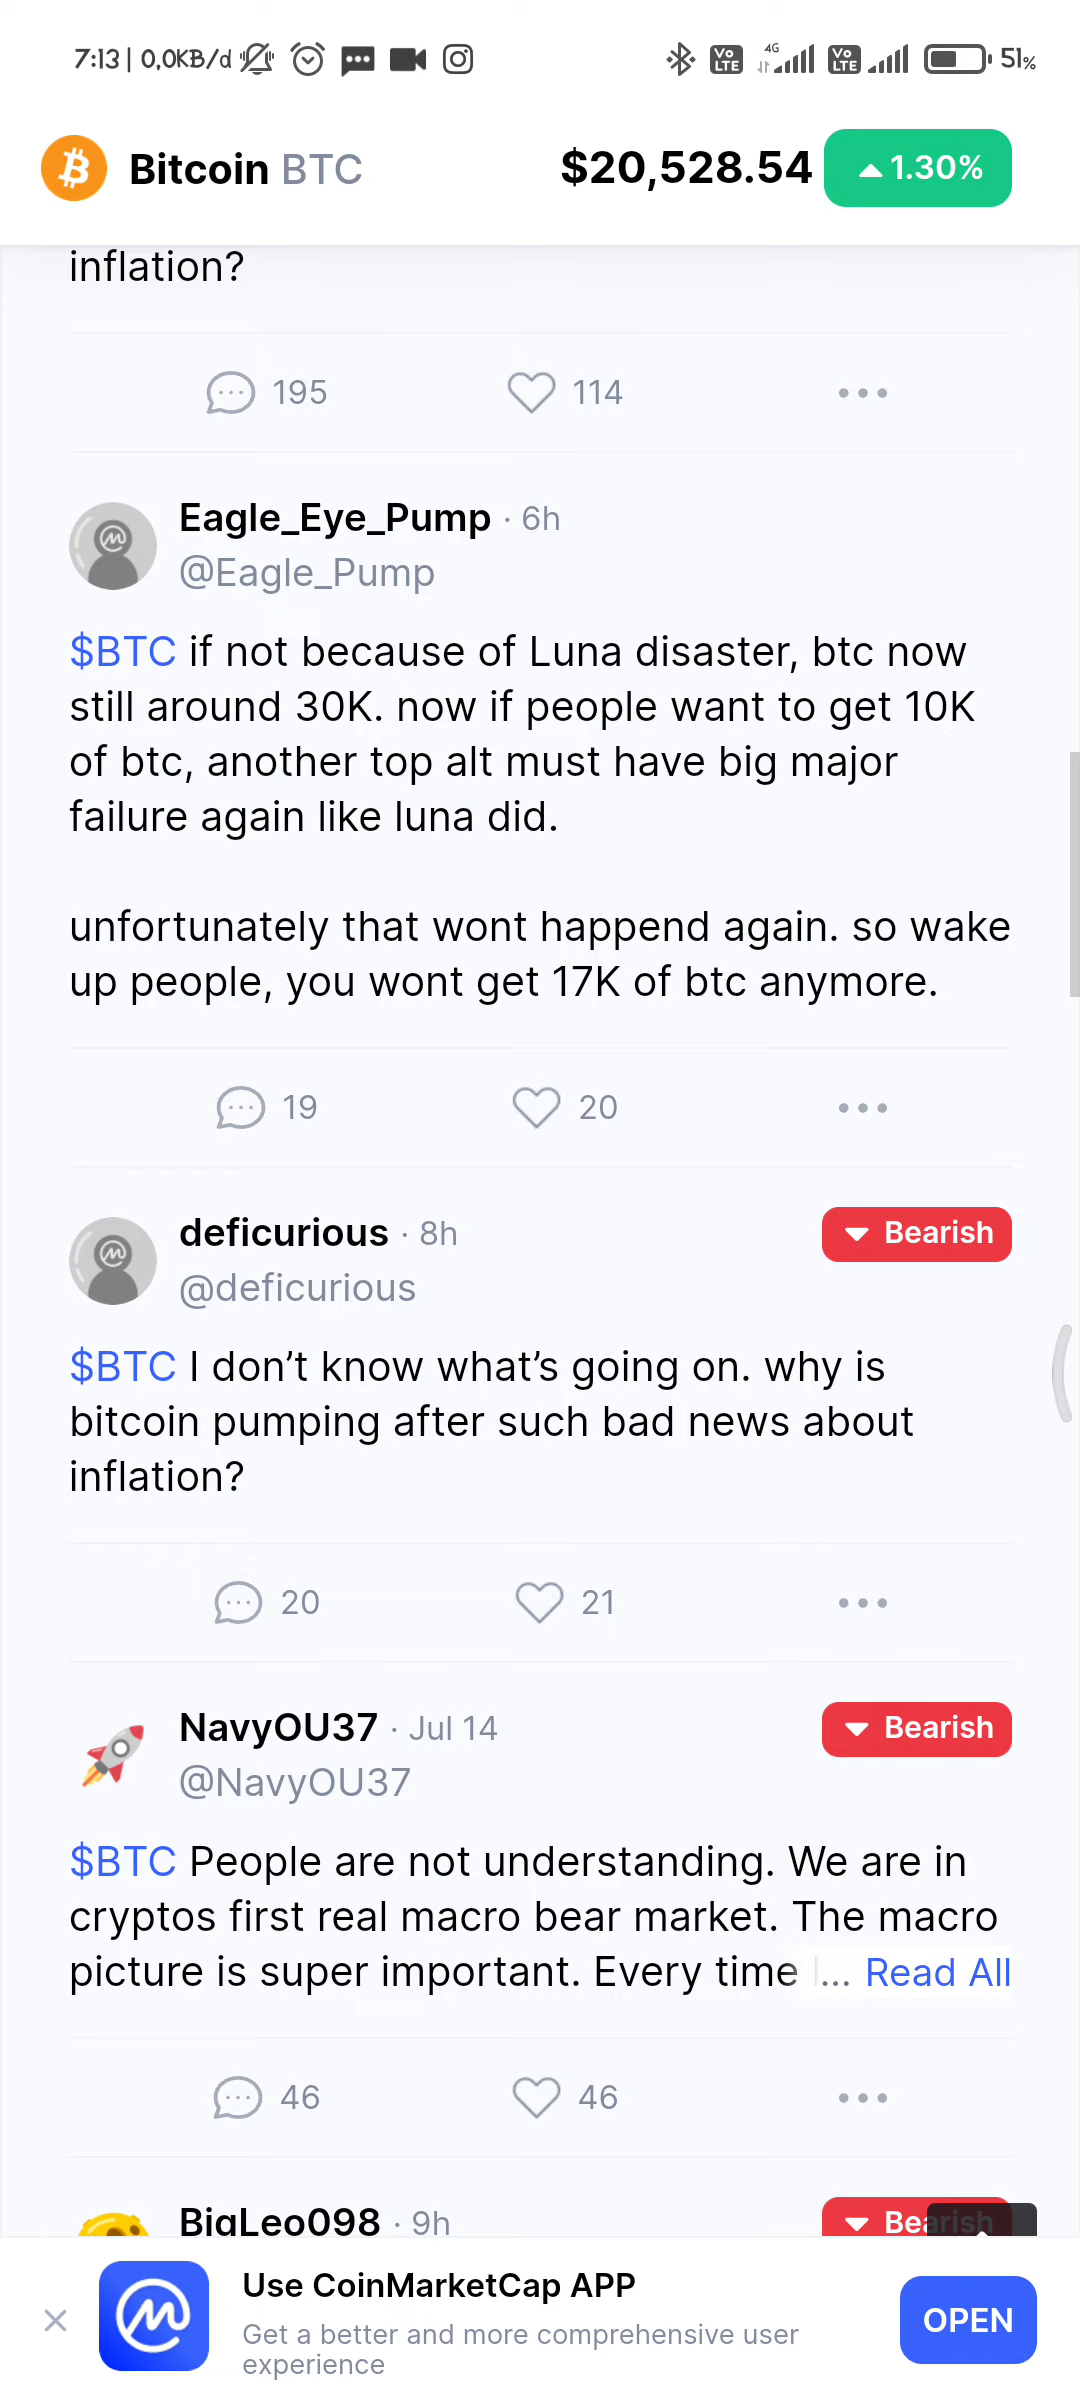 7:13 | 0,0KB/d
4G
Vo LTE
Vo LTE
51%
Bitcoin BTC
$20,528.54
1.30%
inflation?
195
114
Eagle_Eye_Pump · 6h
@Eagle_Pump
$BTC if not because of Luna disaster, btc now
still around 30K. now if people want to get 10K
of btc, another top alt must have big major
failure again like luna did.
unfortunately that wont happend again. so wake
up people, you wont get 17K of btc anymore.
19
20
deficurious · 8h
Bearish
@deficurious
$BTC I don’t know what’s going on. why is
bitcoin pumping after such bad news about
inflation?
20
21
NavyOU37 · Jul 14
Bearish
@NavyOU37
$BTC People are not understanding. We are in
cryptos first real macro bear market. The macro
picture is super important. Every time ... Read All
46
46
BigLeo098 · 9h
Bearish
Use CoinMarketCap APP
Get a better and more comprehensive user
experience
OPEN